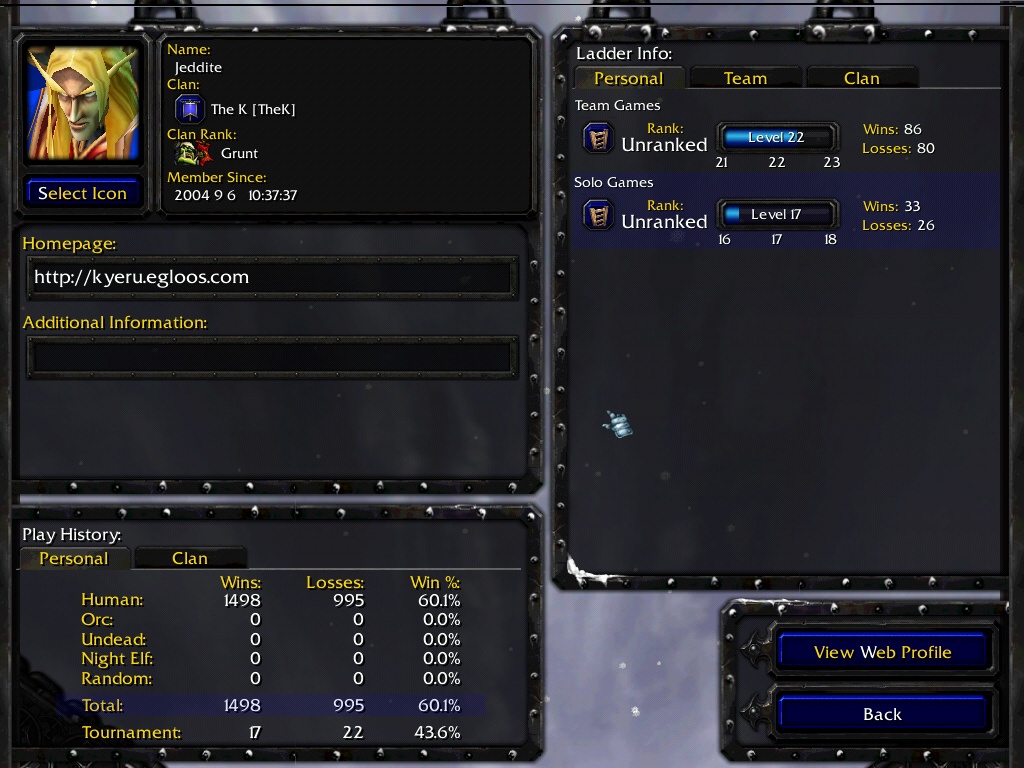 Name:
Jeddite
Clan:
The K [TheK]
Clan Rank:
Grunt
Member Since:
2004 9 6 10:37:37
Select Icon
Homepage:
http://kyeru.egloos.com
Additional Information:
Play History:
Personal Clan
Wins: Losses: Win %:
Human: 1498 995 60.1%
Orc: 0 0 0.0%
Undead: 0 0 0.0%
Night Elf: 0 0 0.0%
Random: 0 0 0.0%
Total: 1498 995 60.1%
Tournament: 17 22 43.6%
Ladder Info:
Personal Team Clan
Team Games
Rank:
Unranked
Level 22
21 22 23
Wins: 86
Losses: 80
Solo Games
Rank:
Unranked
Level 17
16 17 18
Wins: 33
Losses: 26
View Web Profile
Back